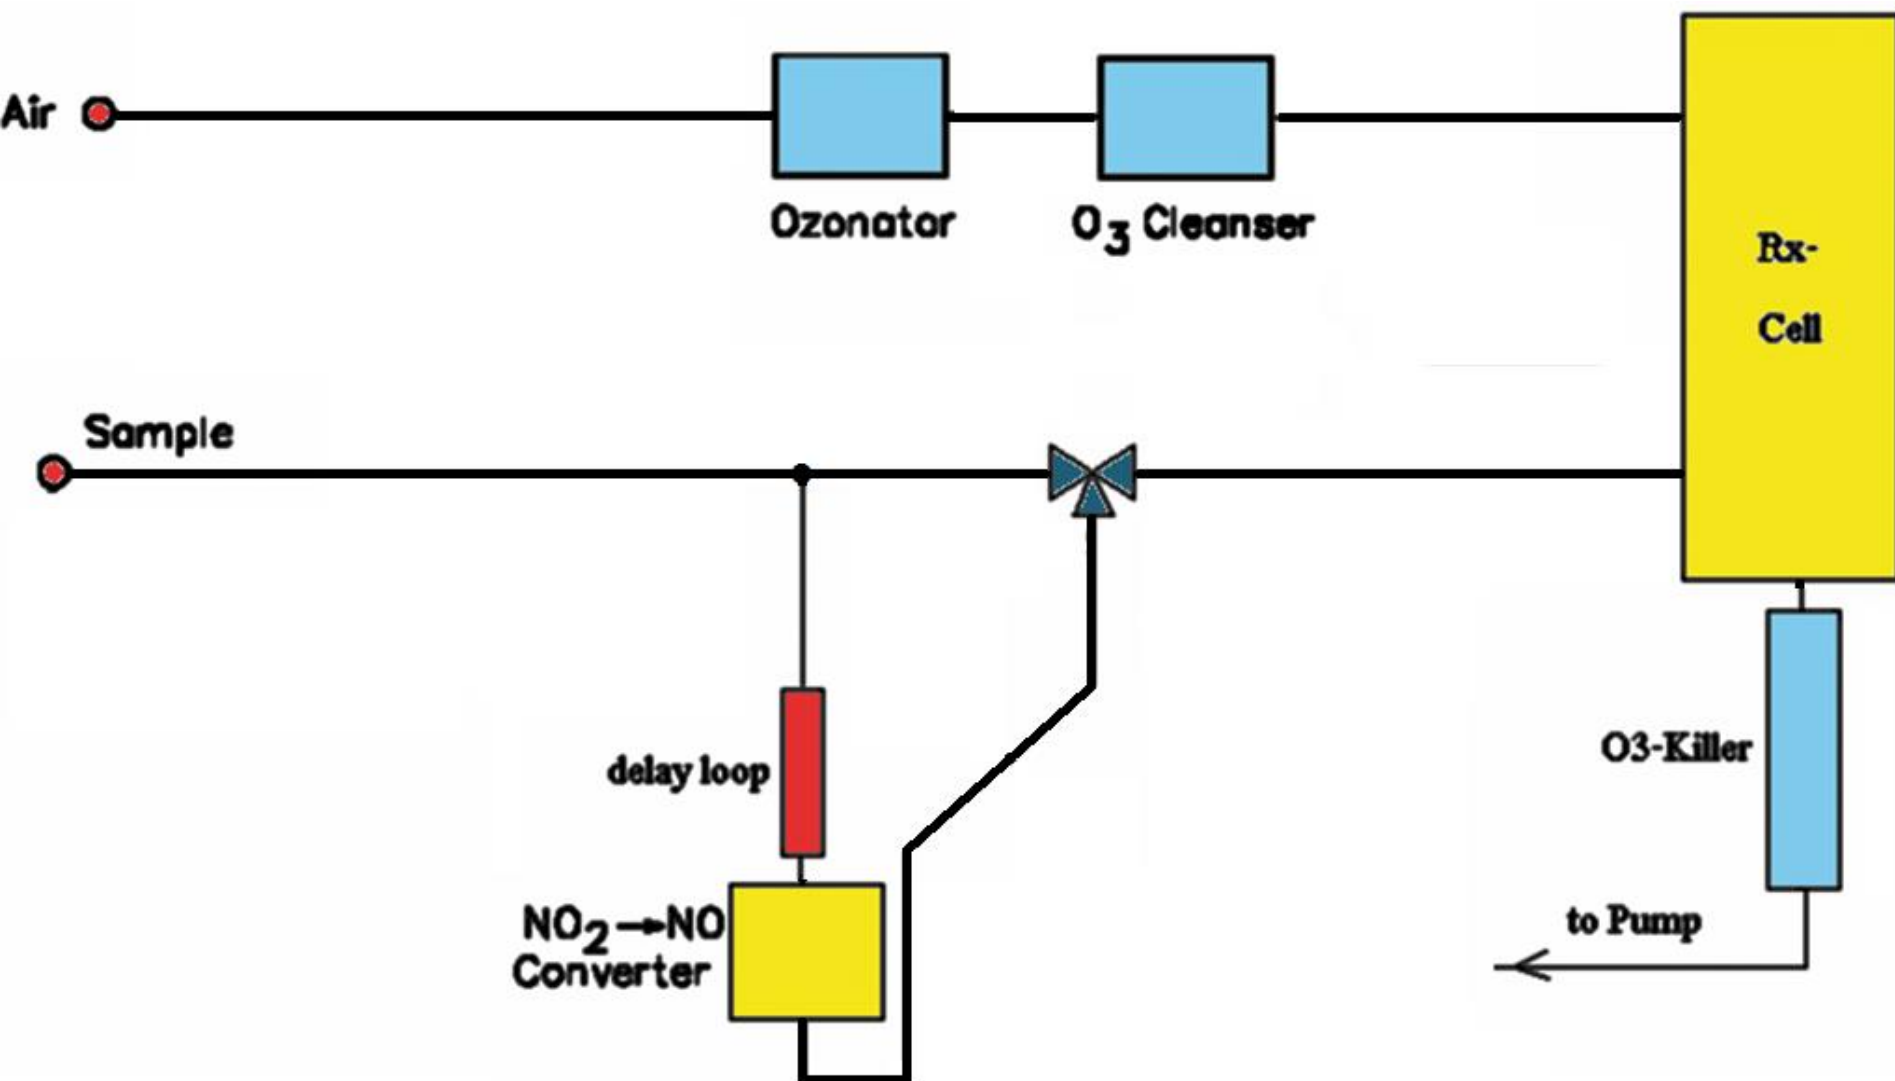 Air
Ozonator
O3 Cleanser
Rx-
Cell
Sample
delay loop
O3-Killer
NO2→NO
Converter
to Pump